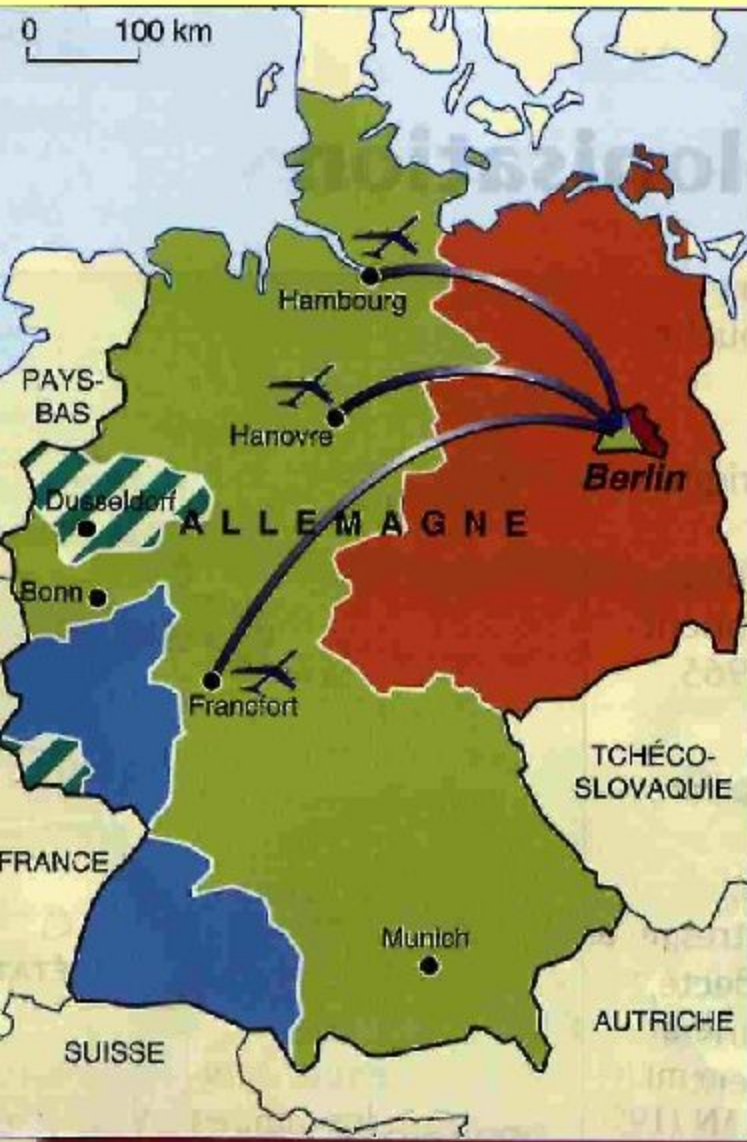 0 100 km
Hambourg
PAYS-
BAS
Hanovre
Berlin
Dusseldorf
ALLEMAGNE
Bonn
Francfort
TCHÉCO-
SLOVAQUIE
FRANCE
Munich
AUTRICHE
SUISSE